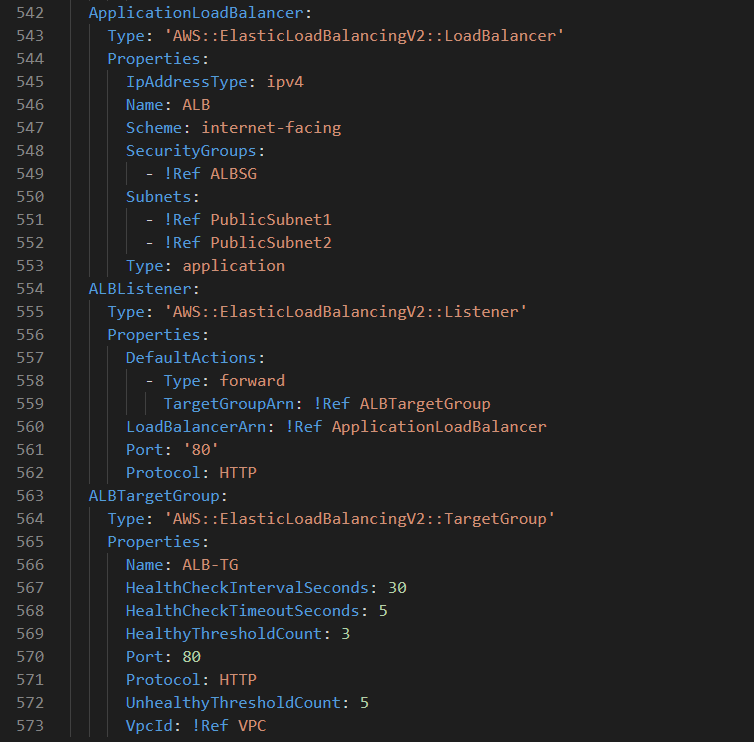 542 ApplicationLoadBalancer:
543   Type: 'AWS::ElasticLoadBalancingV2::LoadBalancer'
544   Properties:
545     IpAddressType: ipv4
546     Name: ALB
547     Scheme: internet-facing
548     SecurityGroups:
549       - !Ref ALBSG
550     Subnets:
551       - !Ref PublicSubnet1
552       - !Ref PublicSubnet2
553     Type: application
554 ALBListener:
555   Type: 'AWS::ElasticLoadBalancingV2::Listener'
556   Properties:
557     DefaultActions:
558       - Type: forward
559         TargetGroupArn: !Ref ALBTargetGroup
560     LoadBalancerArn: !Ref ApplicationLoadBalancer
561     Port: '80'
562     Protocol: HTTP
563 ALBTargetGroup:
564   Type: 'AWS::ElasticLoadBalancingV2::TargetGroup'
565   Properties:
566     Name: ALB-TG
567     HealthCheckIntervalSeconds: 30
568     HealthCheckTimeoutSeconds: 5
569     HealthyThresholdCount: 3
570     Port: 80
571     Protocol: HTTP
572     UnhealthyThresholdCount: 5
573     VpcId: !Ref VPC